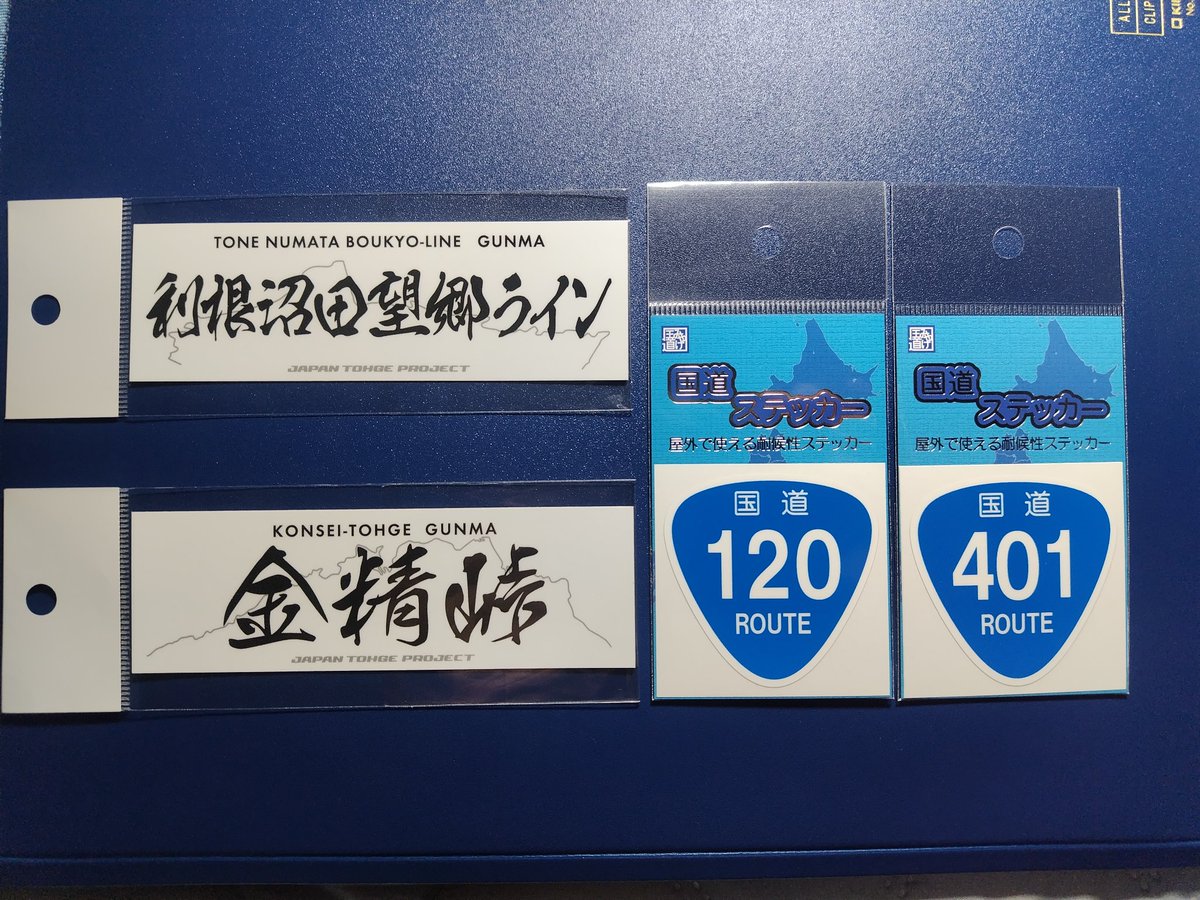 TONE NUMATA BOUKYO-LINE GUNMA
利根沼田望郷ライン
JAPAN TOHGE PROJECT
KONSEI-TOHGE GUNMA
金精峠
JAPAN TOHGE PROJECT
国道
ステッカー
屋外で使える耐候性ステッカー
国道
120
ROUTE
国道
ステッカー
屋外で使える耐候性ステッカー
国道
401
ROUTE
ALL
CLIP